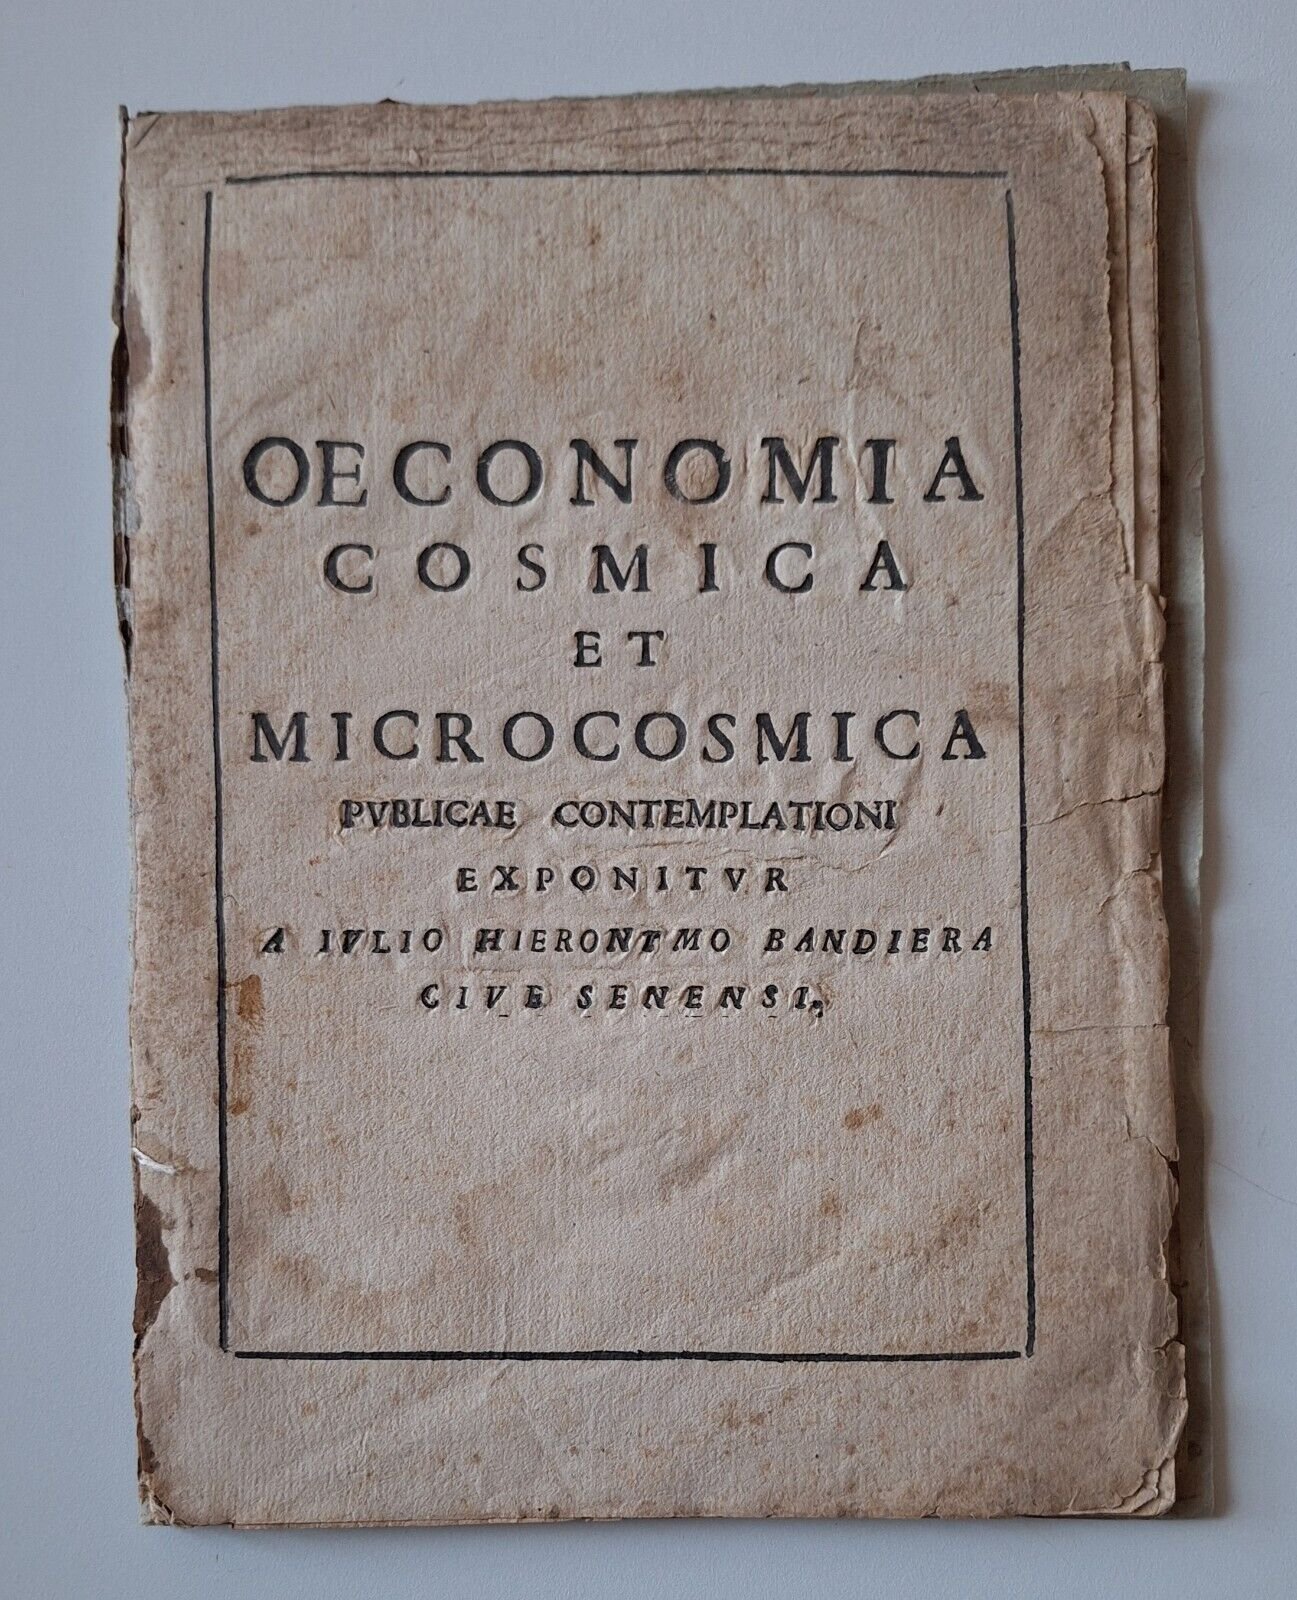 OECONOMIA
COSMICA
ET
MICROCOSMICA
PVBLICAE CONTEMPLATIONI
EXPONITVR
A IVLIO HIERONYMO BANDIERA
CIVE SENENSI,